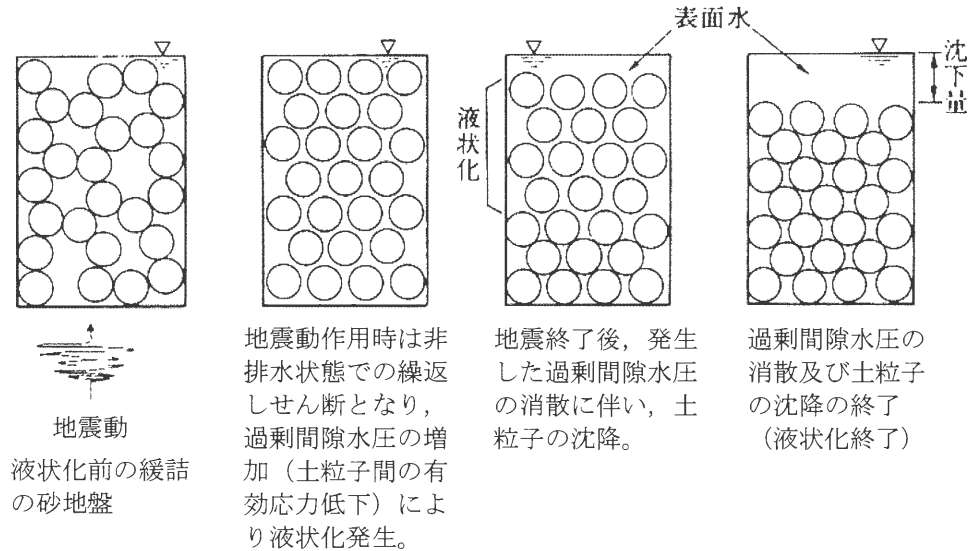 表面水
沈下量
液状化
地震動
液状化前の緩詰
の砂地盤
地震動作用時は非
排水状態での繰返
しせん断となり，
過剰間隙水圧の増
加（土粒子間の有
効応力低下）によ
り液状化発生。
地震終了後，発生
した過剰間隙水圧
の消散に伴い，土
粒子の沈降。
過剰間隙水圧の
消散及び土粒子
の沈降の終了
（液状化終了）